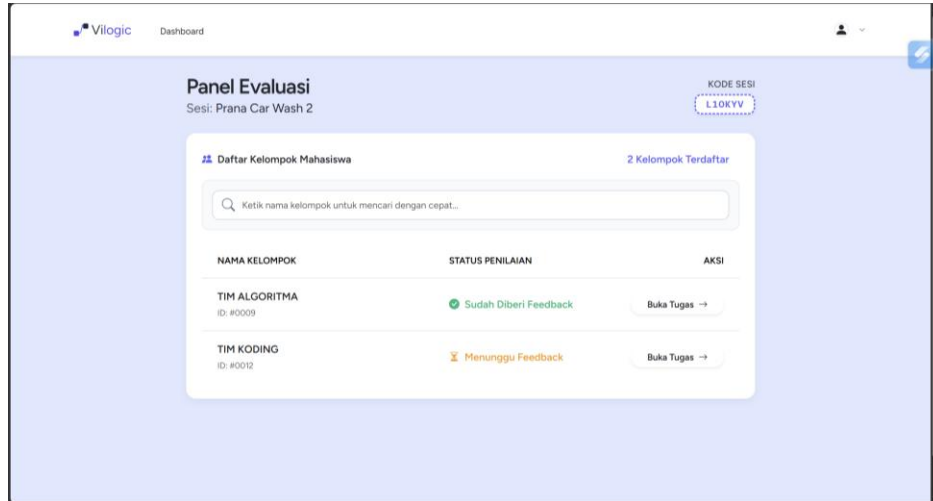 Vilogic
Dashboard
Panel Evaluasi
Sesi: Prana Car Wash 2
KODE SESI
L1OKYV
Daftar Kelompok Mahasiswa
2 Kelompok Terdaftar
Ketik nama kelompok untuk mencari dengan cepat...
NAMA KELOMPOK STATUS PENILAIAN AKSI
TIM ALGORITMA
ID: #0009
Sudah Diberi Feedback
Buka Tugas →
TIM KODING
ID: #0012
Menunggu Feedback
Buka Tugas →